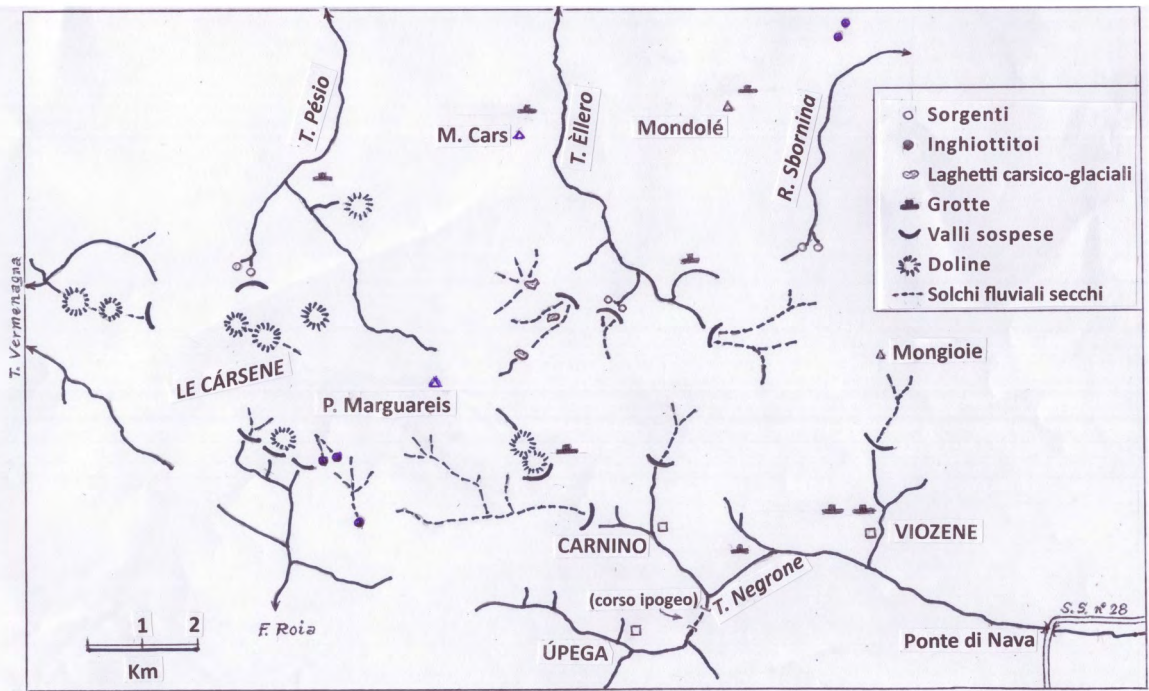 T. Pésio
M. Cars
T. Èllero
Mondolé
R. Sbornina
Sorgenti
Inghiottitoi
Laghetti carsico-glaciali
Grotte
Valli sospese
Doline
Solchi fluviali secchi
T. Vermenagna
LE CÁRSENE
P. Marguareis
Mongioie
CARNINO
VIOZENE
(corso ipogeo)
T. Negrone
F. Roia
ÚPEGA
Ponte di Nava
S.S. n° 28
1 2
Km